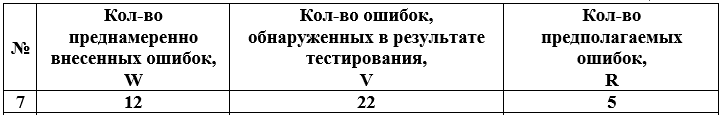 №
Кол-во
преднамеренно
внесенных ошибок,
W
Кол-во ошибок,
обнаруженных в результате
тестирования,
V
Кол-во
предполагаемых
ошибок,
R
7 12 22 5